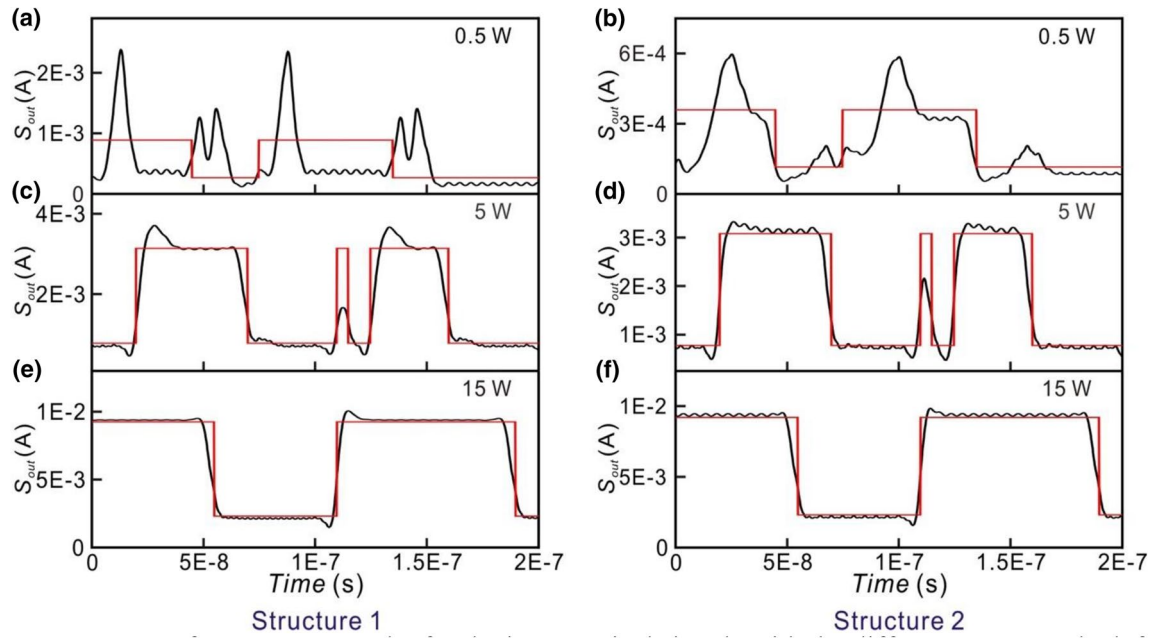 (a)
0.5 W
2E-3
1E-3
0
S_out (A)
(b)
0.5 W
6E-4
3E-4
0
S_out (A)
(c)
5 W
4E-3
2E-3
S_out (A)
(d)
5 W
3E-3
2E-3
1E-3
S_out (A)
(e)
15 W
1E-2
5E-3
0
S_out (A)
(f)
15 W
1E-2
5E-3
0
S_out (A)
0 5E-8 1E-7 1.5E-7 2E-7
Time (s)
Structure 1
0 5E-8 1E-7 1.5E-7 2E-7
Time (s)
Structure 2